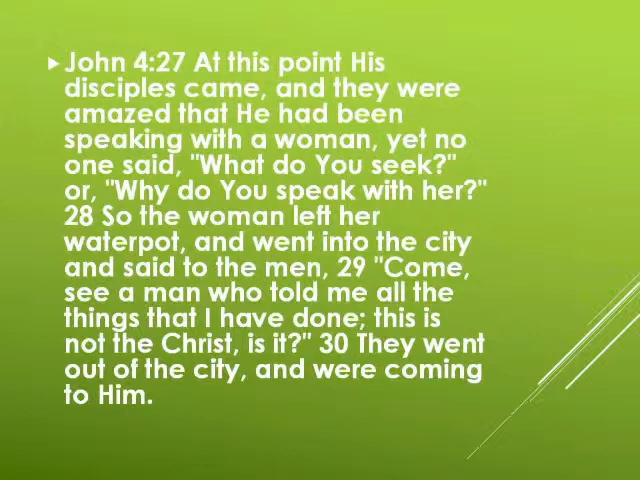 John 4:27 At this point His
disciples came, and they were
amazed that He had been
speaking with a woman, yet no
one said, "What do You seek?"
or, "Why do You speak with her?"
28 So the woman left her
waterpot, and went into the city
and said to the men, 29 "Come,
see a man who told me all the
things that I have done; this is
not the Christ, is it?" 30 They went
out of the city, and were coming
to Him.